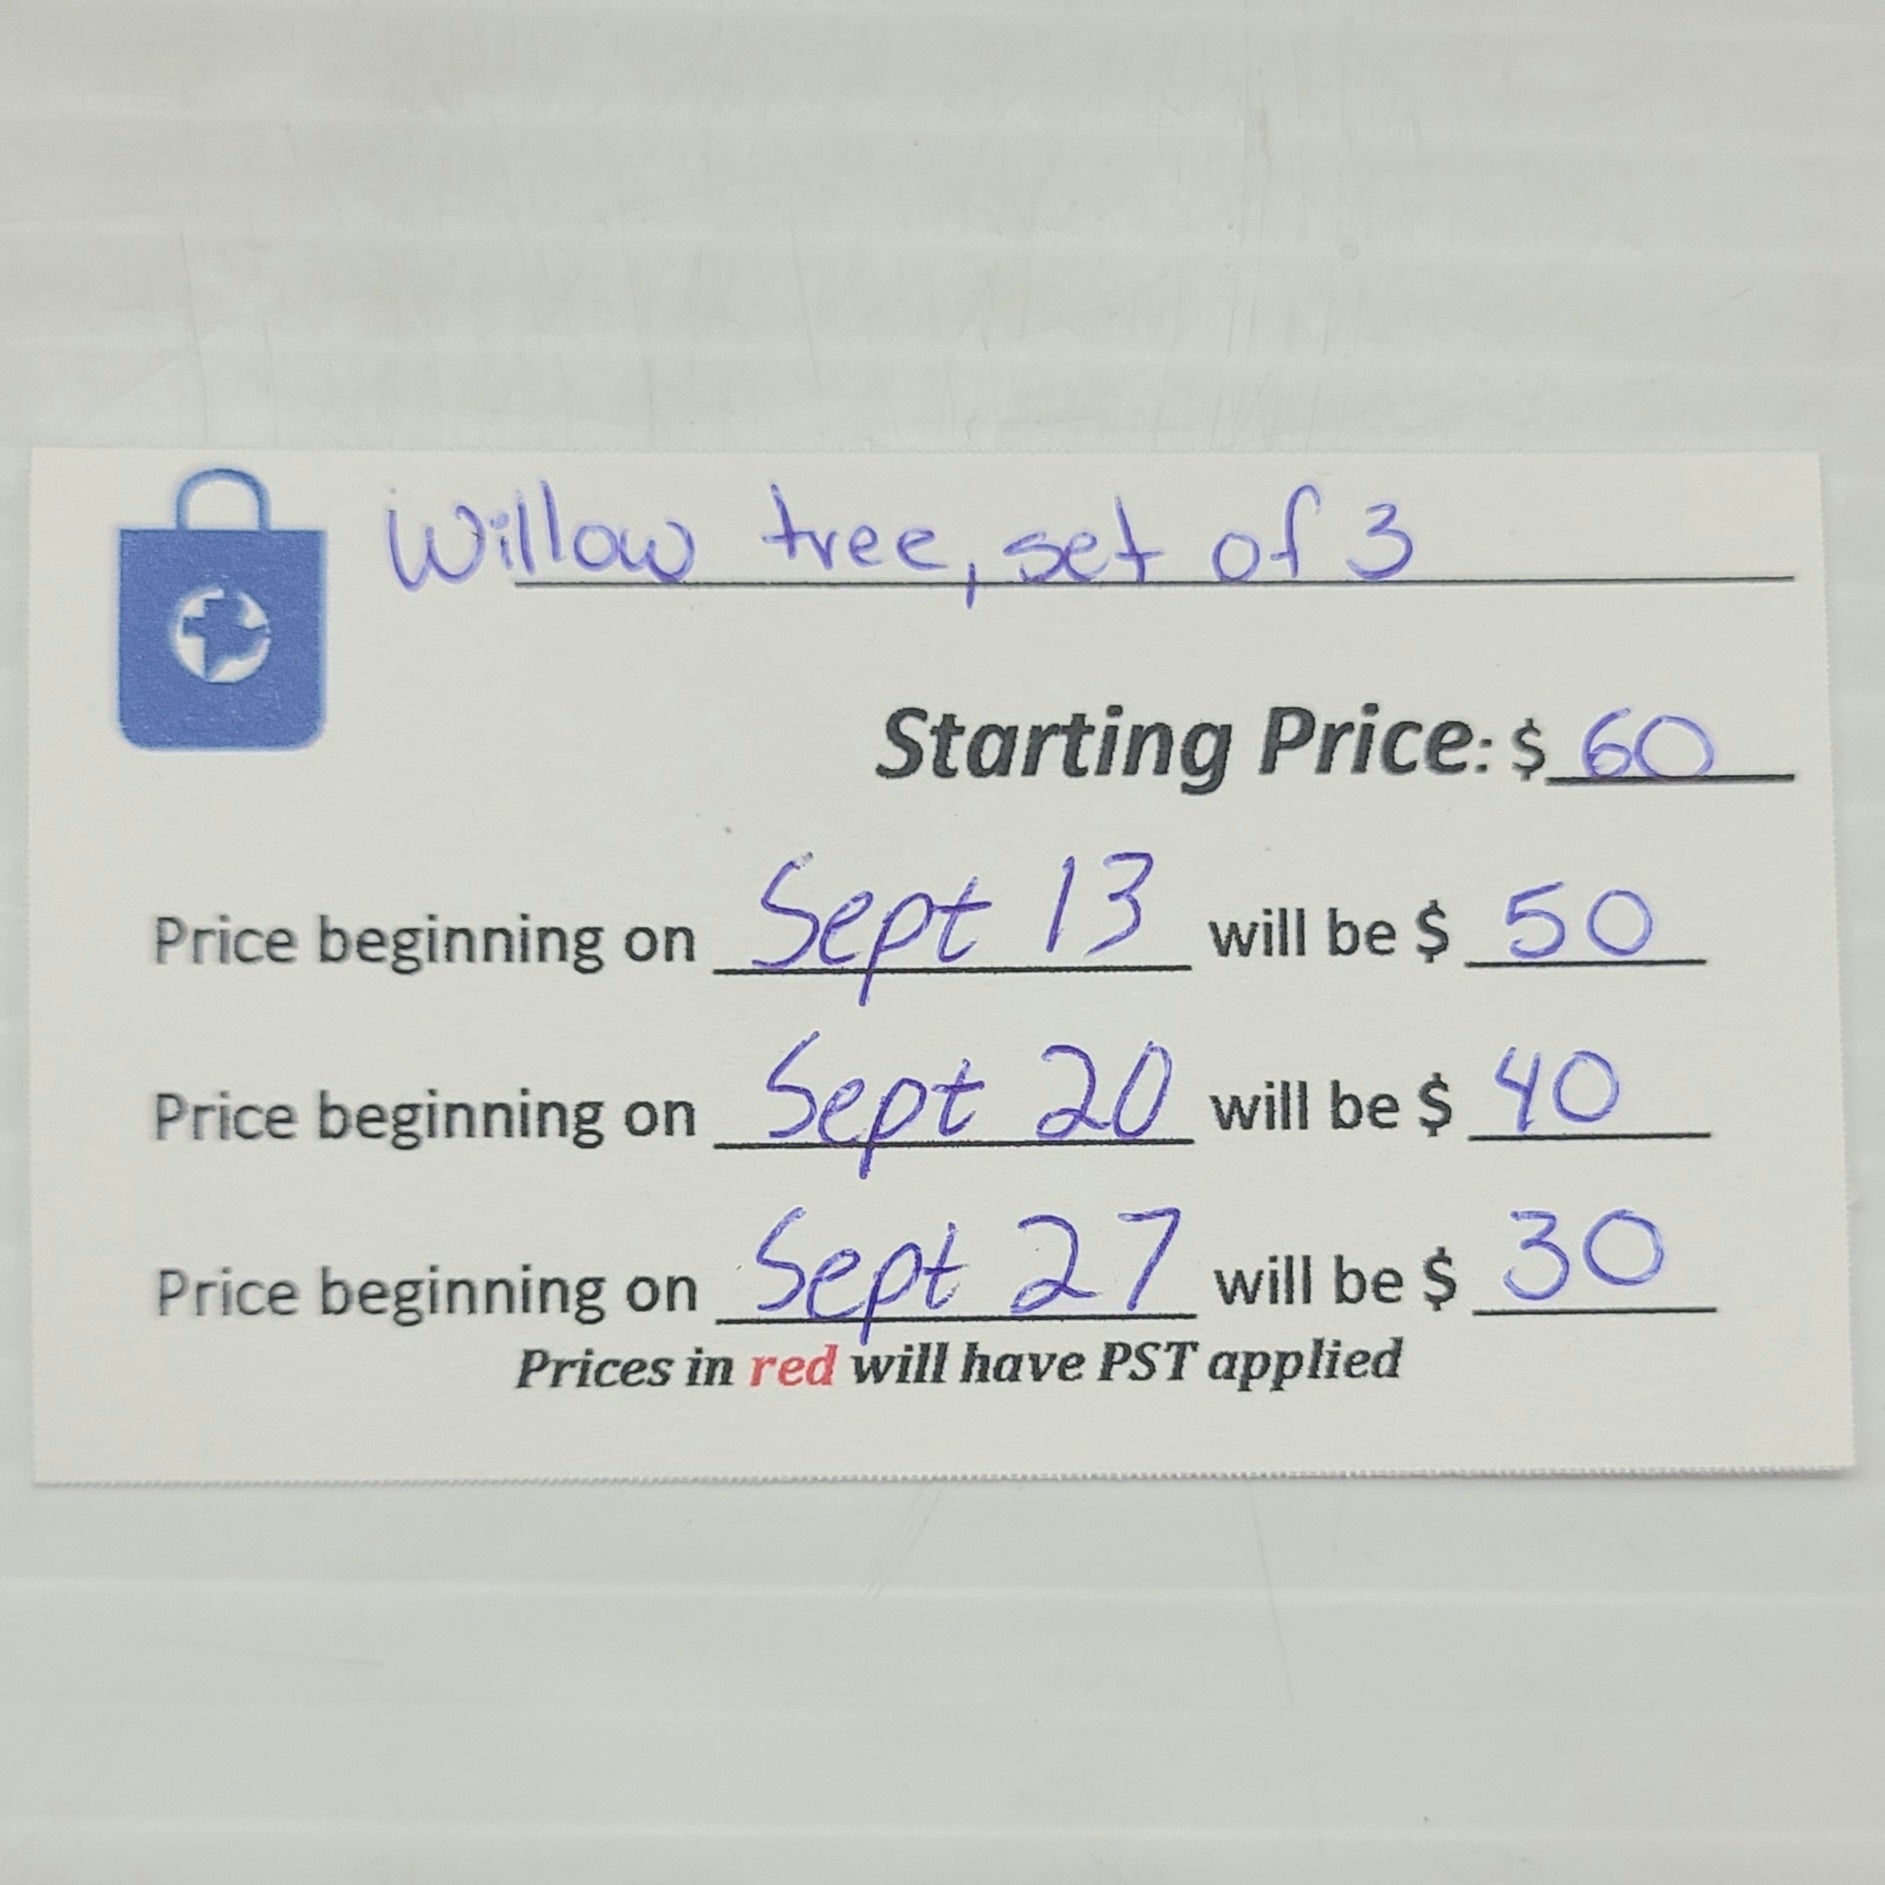 Willow tree, set of 3
Starting Price: $ 60
Price beginning on Sept 13 will be $ 50
Price beginning on Sept 20 will be $ 40
Price beginning on Sept 27 will be $ 30
Prices in red will have PST applied